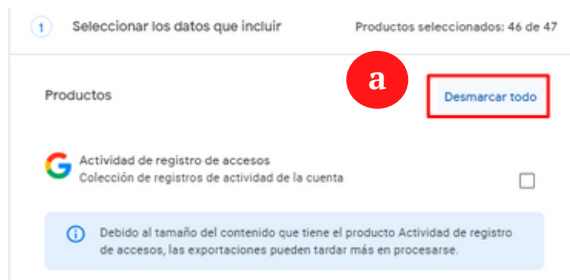 1 Seleccionar los datos que incluir Productos seleccionados: 46 de 47
a
Productos Desmarcar todo
Actividad de registro de accesos
Colección de registros de actividad de la cuenta
Debido al tamaño del contenido que tiene el producto Actividad de registro
de accesos, las exportaciones pueden tardar más en procesarse.